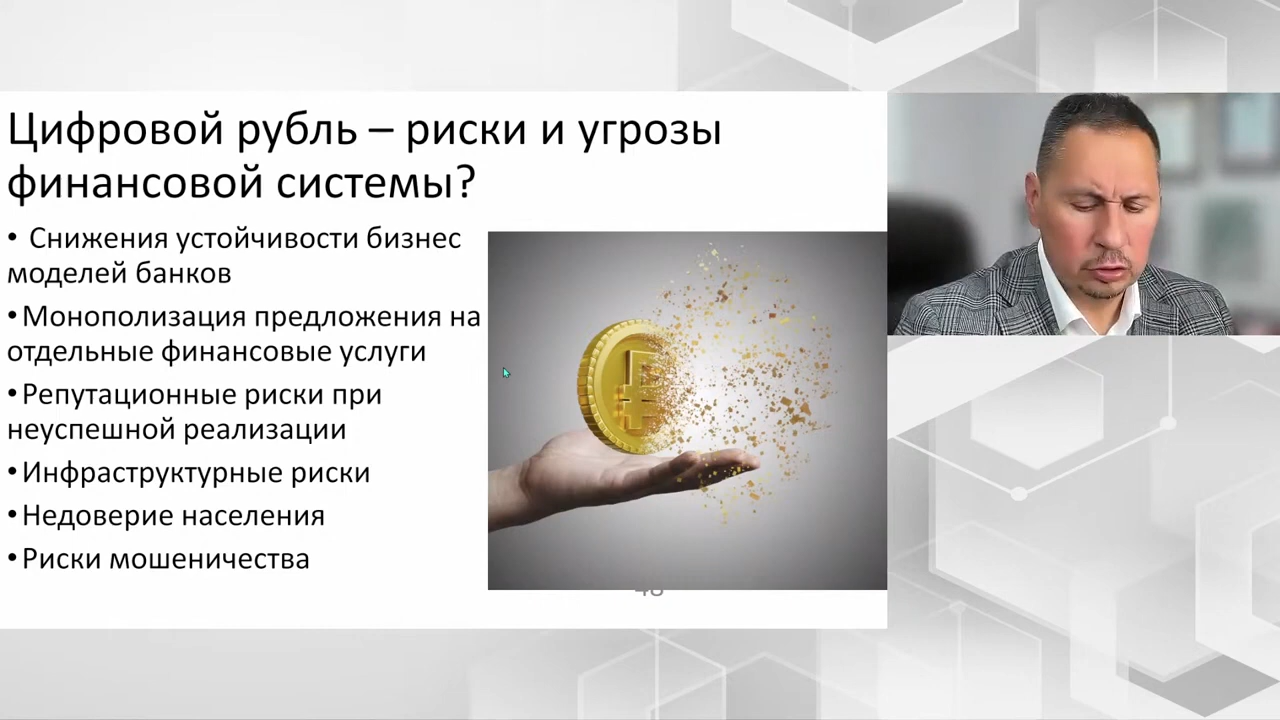 Цифровой рубль – риски и угрозы
финансовой системы?
• Снижения устойчивости бизнес
моделей банков
•Монополизация предложения на
отдельные финансовые услуги
•Репутационные риски при
неуспешной реализации
•Инфраструктурные риски
•Недоверие населения
•Риски мошенничества